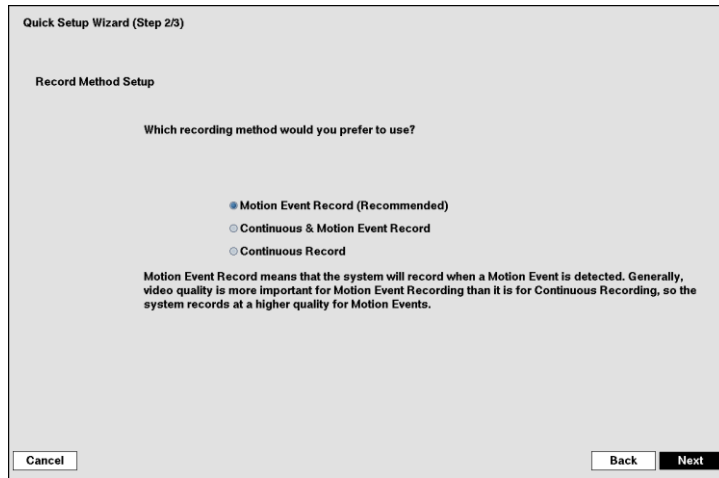 Quick Setup Wizard (Step 2/3)
Record Method Setup
Which recording method would you prefer to use?
Motion Event Record (Recommended)
Continuous & Motion Event Record
Continuous Record
Motion Event Record means that the system will record when a Motion Event is detected. Generally,
video quality is more important for Motion Event Recording than it is for Continuous Recording, so the
system records at a higher quality for Motion Events.
Cancel
Back
Next